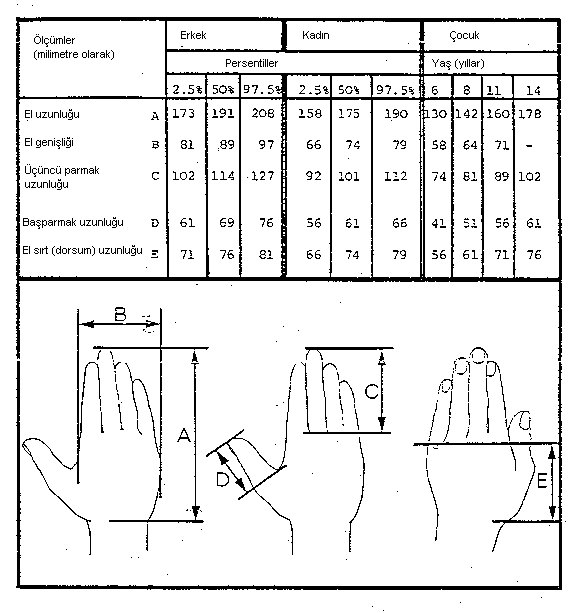 Ölçümler
(milimetre olarak)
Erkek Kadın Çocuk
Persentiller Yaş (yıllar)
2.5% 50% 97.5% 2.5% 50% 97.5% 6 8 11 14
El uzunluğu A 173 191 208 158 175 190 130 142 160 178
El genişliği B 81 89 97 66 74 79 58 64 71 -
Üçüncü parmak
uzunluğu C 102 114 127 92 101 112 74 81 89 102
Başparmak uzunluğu D 61 69 76 56 61 66 41 51 56 61
El sırt (dorsum) uzunluğu E 71 76 81 66 74 79 56 61 71 76
B
A
C
D
E